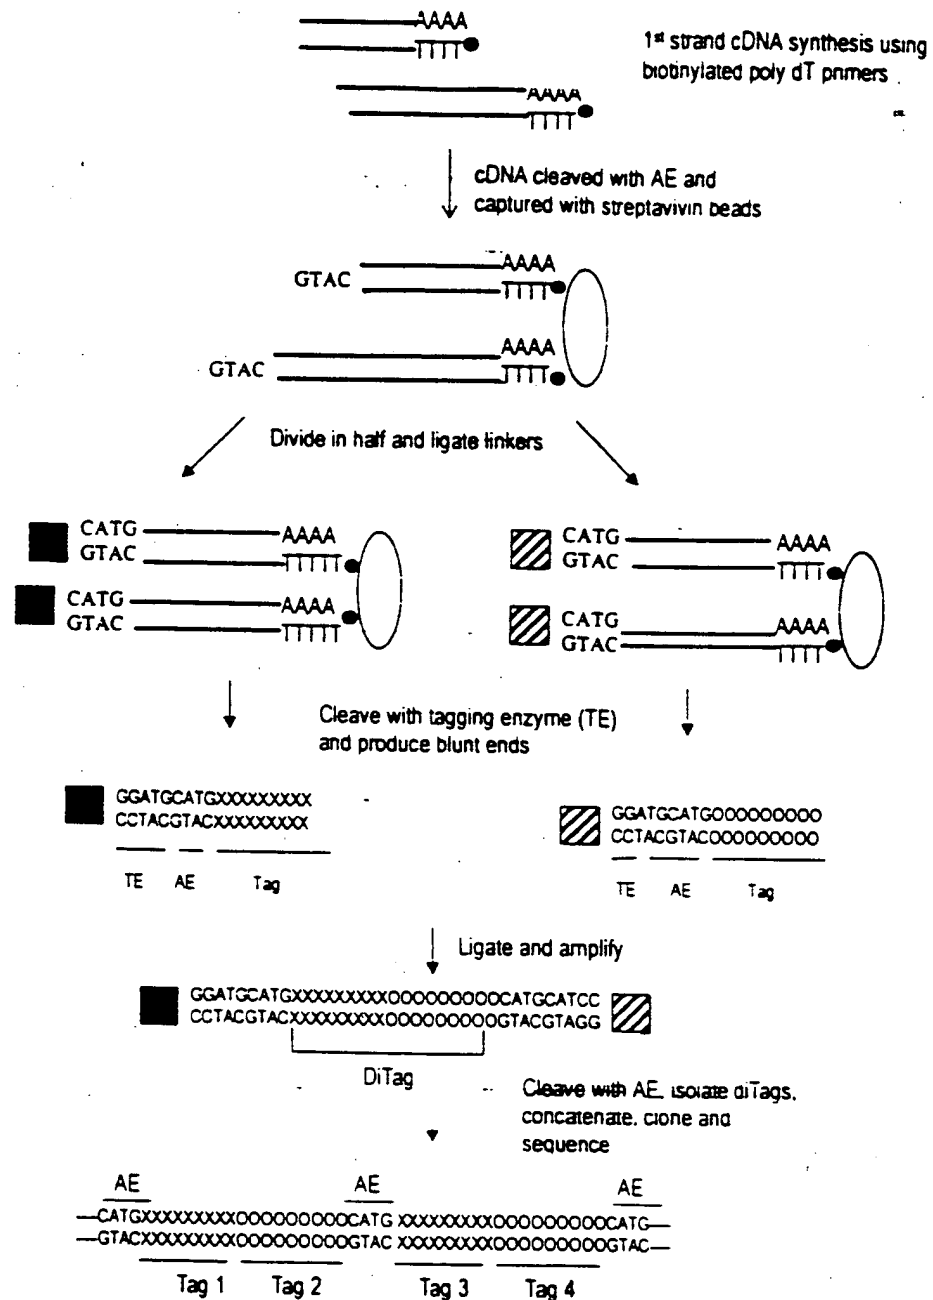 AAAA
TTTT
1st strand cDNA synthesis using
biotinylated poly dT primers
AAAA
TTTT
cDNA cleaved with AE and
captured with streptavivin beads
AAAA
GTAC
TTTT
AAAA
GTAC
TTTT
Divide in half and ligate linkers
CATG AAAA
GTAC TTTTT
CATG AAAA
GTAC TTTTT
CATG AAAA
GTAC TTTT
CATG AAAA
GTAC TTTT
Cleave with tagging enzyme (TE)
and produce blunt ends
GGATGCATGXXXXXXXXX
CCTACGTACXXXXXXXXX
TE AE Tag
GGATGCATGOOOOOOOOO
CCTACGTACOOOOOOOOO
TE AE Tag
Ligate and amplify
GGATGCATGXXXXXXXXXOOOOOOOOOCATGCATCC
CCTACGTACXXXXXXXXXOOOOOOOOOGTACGTAGG
DiTag
Cleave with AE, isolate diTags,
concatenate, clone and
sequence
AE AE AE
CATGXXXXXXXXXOOOOOOOOOCATG XXXXXXXXXOOOOOOOOOCATG
GTACXXXXXXXXXOOOOOOOOOGTAC XXXXXXXXXOOOOOOOOOGTAC
Tag 1 Tag 2 Tag 3 Tag 4